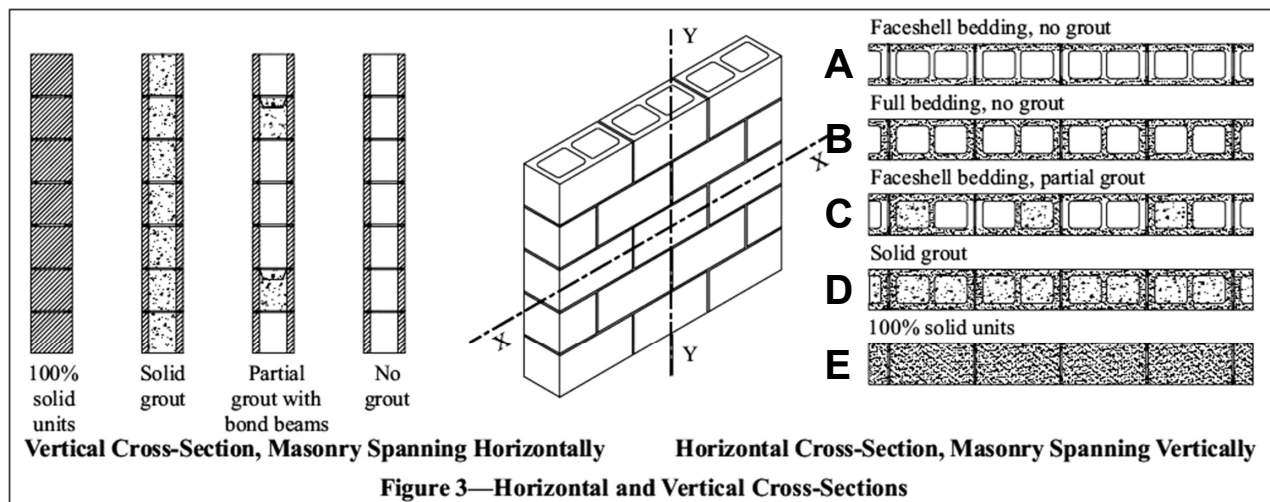 100%
solid
units
Solid
grout
Partial
grout with
bond beams
No
grout
Vertical Cross-Section, Masonry Spanning Horizontally
Y
X
X
Y
Faceshell bedding, no grout
A
Full bedding, no grout
B
Faceshell bedding, partial grout
C
Solid grout
D
100% solid units
E
Horizontal Cross-Section, Masonry Spanning Vertically
Figure 3—Horizontal and Vertical Cross-Sections